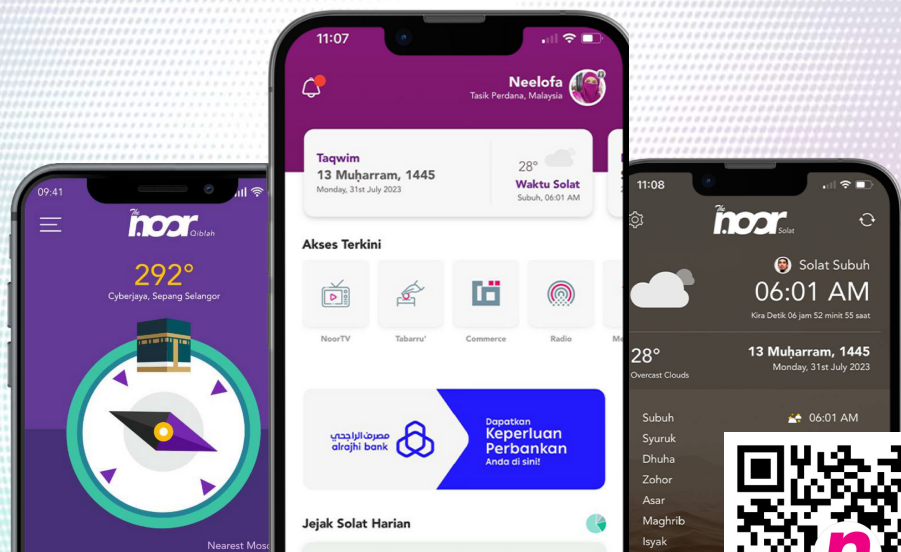 09:41
The noor
Qiblah
292°
Cyberjaya, Sepang Selangor
11:07
Neelofa
Tasik Perdana, Malaysia
Taqwim
13 Muḥarram, 1445
Monday, 31st July 2023
28°
Waktu Solat
Subuh, 06:01 AM
Akses Terkini
NoorTV
Tabarru'
Commerce
Radio
مصرف الراجحي
alrajhi bank
Dapatkan
Keperluan
Perbankan
Anda di sini!
Jejak Solat Harian
11:08
The noor
Solat
Solat Subuh
06:01 AM
Kira Detik 06 jam 52 minit 55 saat
28°
Overcast Clouds
13 Muḥarram, 1445
Monday, 31st July 2023
Subuh
06:01 AM
Syuruk
Dhuha
Zohor
Asar
Maghrib
Isyak
Nearest
n